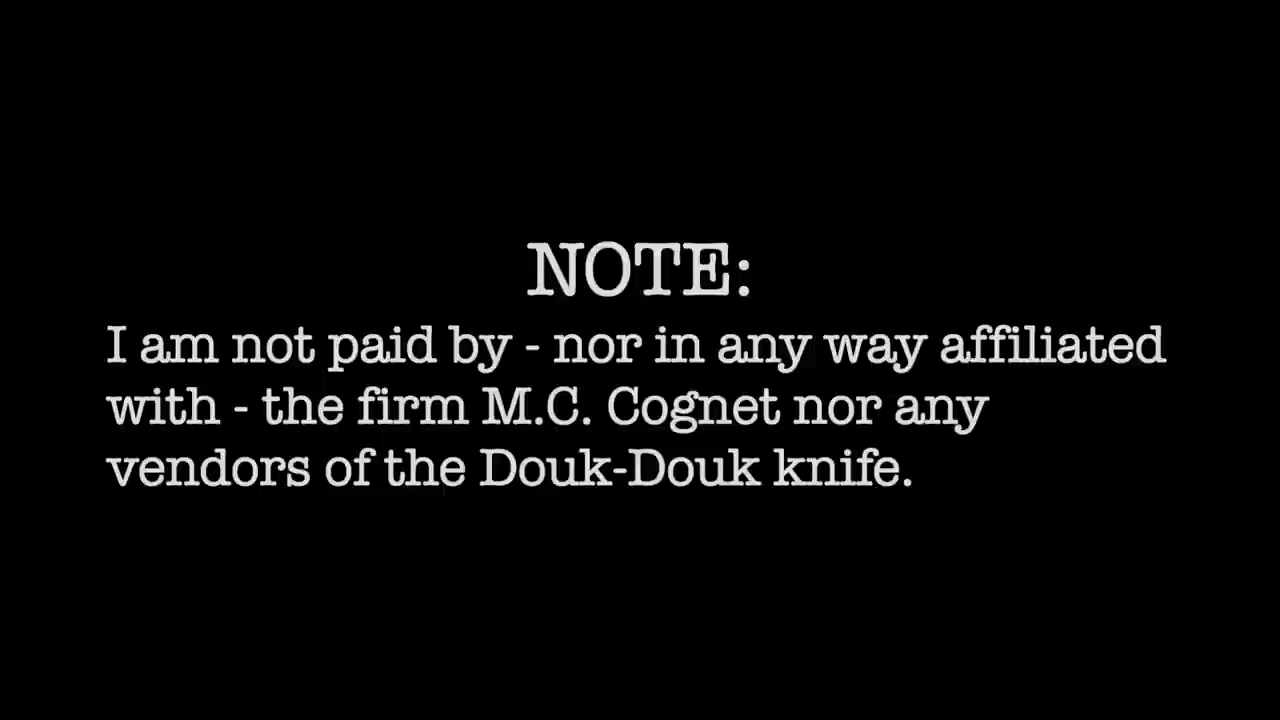 NOTE:
I am not paid by - nor in any way affiliated
with - the firm M.C. Cognet nor any
vendors of the Douk-Douk knife.